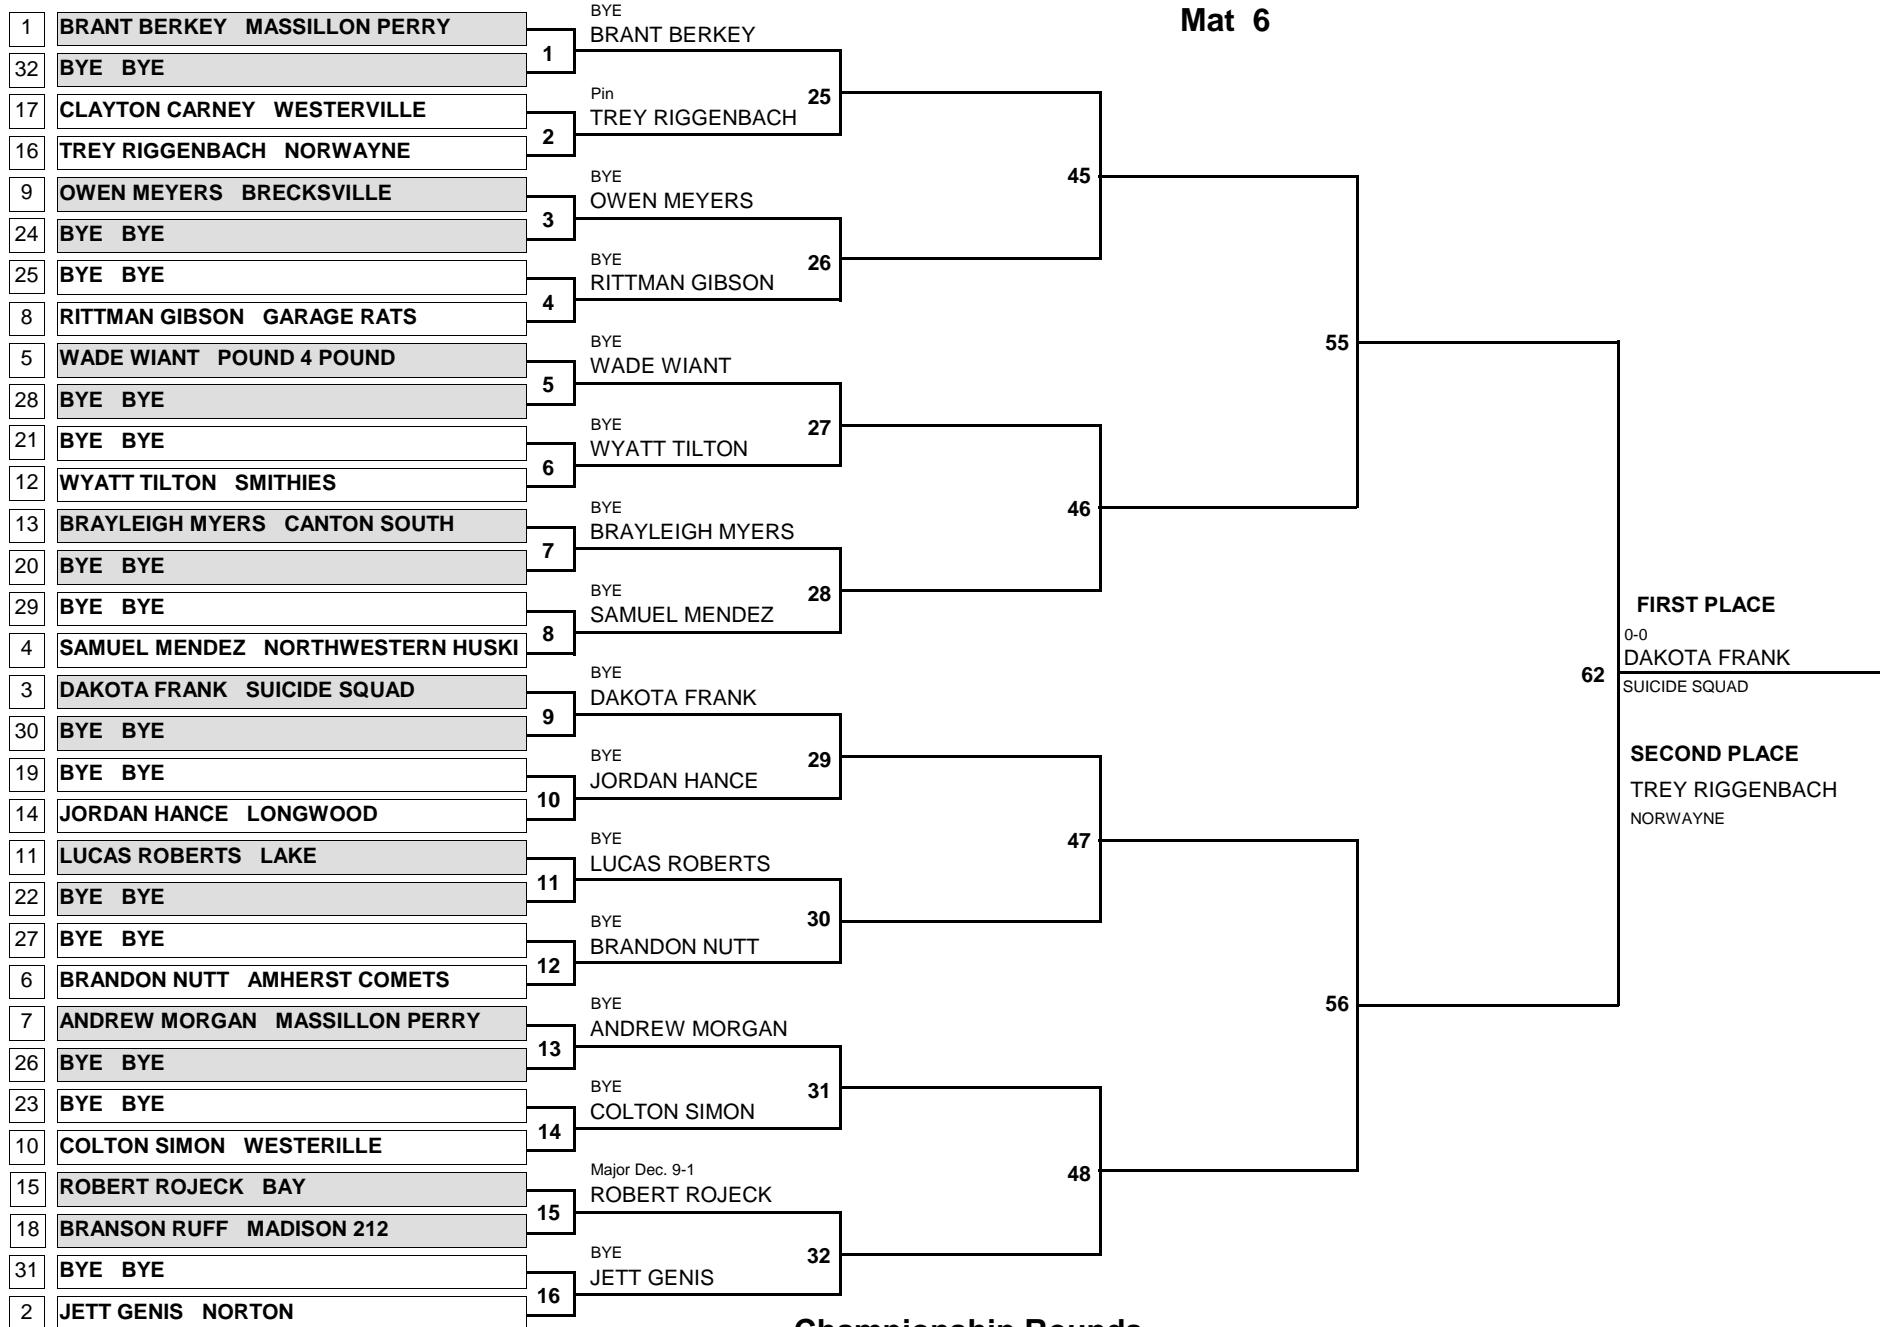 Mat 6
1 BRANT BERKEY MASSILLON PERRY
32 BYE BYE
17 CLAYTON CARNEY WESTERVILLE
16 TREY RIGGENBACH NORWAYNE
9 OWEN MEYERS BRECKSVILLE
24 BYE BYE
25 BYE BYE
8 RITTMAN GIBSON GARAGE RATS
5 WADE WIANT POUND 4 POUND
28 BYE BYE
21 BYE BYE
12 WYATT TILTON SMITHIES
13 BRAYLEIGH MYERS CANTON SOUTH
20 BYE BYE
29 BYE BYE
4 SAMUEL MENDEZ NORTHWESTERN HUSKI
3 DAKOTA FRANK SUICIDE SQUAD
30 BYE BYE
19 BYE BYE
14 JORDAN HANCE LONGWOOD
11 LUCAS ROBERTS LAKE
22 BYE BYE
27 BYE BYE
6 BRANDON NUTT AMHERST COMETS
7 ANDREW MORGAN MASSILLON PERRY
26 BYE BYE
23 BYE BYE
10 COLTON SIMON WESTERILLE
15 ROBERT ROJECK BAY
18 BRANSON RUFF MADISON 212
31 BYE BYE
2 JETT GENIS NORTON
1
2
3
4
5
6
7
8
9
10
11
12
13
14
15
16
BYE
BRANT BERKEY
Pin
TREY RIGGENBACH
BYE
OWEN MEYERS
BYE
RITTMAN GIBSON
BYE
WADE WIANT
BYE
WYATT TILTON
BYE
BRAYLEIGH MYERS
BYE
SAMUEL MENDEZ
BYE
DAKOTA FRANK
BYE
JORDAN HANCE
BYE
LUCAS ROBERTS
BYE
BRANDON NUTT
BYE
ANDREW MORGAN
BYE
COLTON SIMON
Major Dec. 9-1
ROBERT ROJECK
BYE
JETT GENIS
25
26
27
28
29
30
31
32
45
46
47
48
55
56
62
FIRST PLACE
0-0
DAKOTA FRANK
SUICIDE SQUAD
SECOND PLACE
TREY RIGGENBACH
NORWAYNE
Championship Rounds